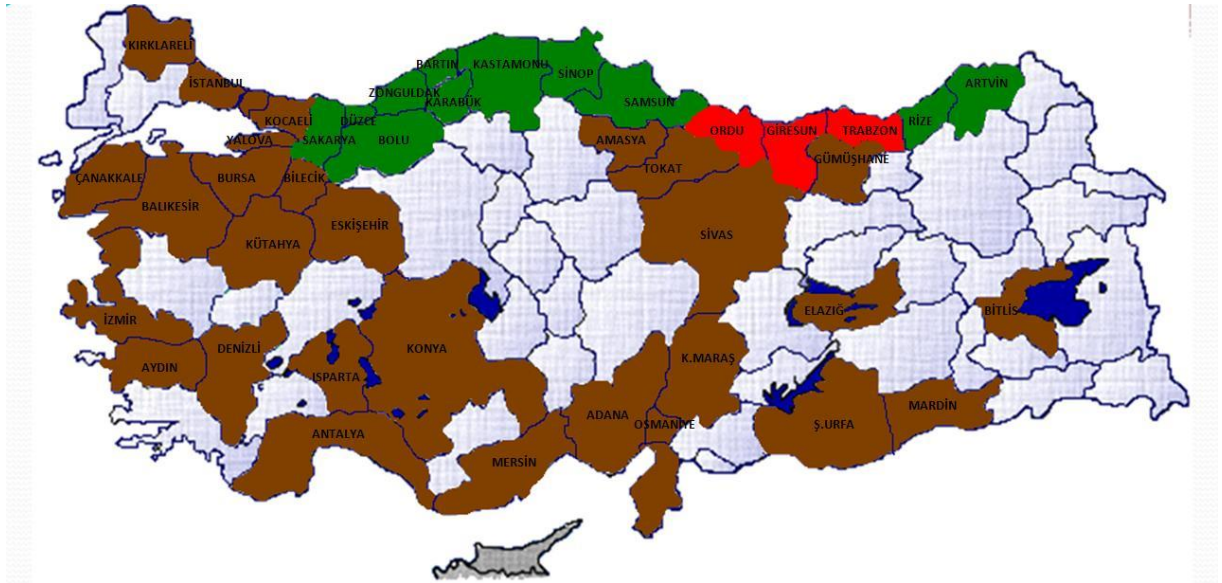 KIRKLARELİ
İSTANBUL
KOCAELİ
YALOVA
SAKARYA
DÜZCE
BOLU
ZONGULDAK
BARTIN
KARABÜK
KASTAMONU
SİNOP
SAMSUN
ORDU
GİRESUN
TRABZON
RİZE
ARTVİN
AMASYA
TOKAT
GÜMÜŞHANE
ÇANAKKALE
BALIKESİR
BURSA
BİLECİK
KÜTAHYA
ESKİŞEHİR
SİVAS
ELAZIĞ
BİTLİS
İZMİR
AYDIN
DENİZLİ
ISPARTA
KONYA
ANTALYA
MERSİN
ADANA
OSMANİYE
K.MARAŞ
Ş.URFA
MARDİN